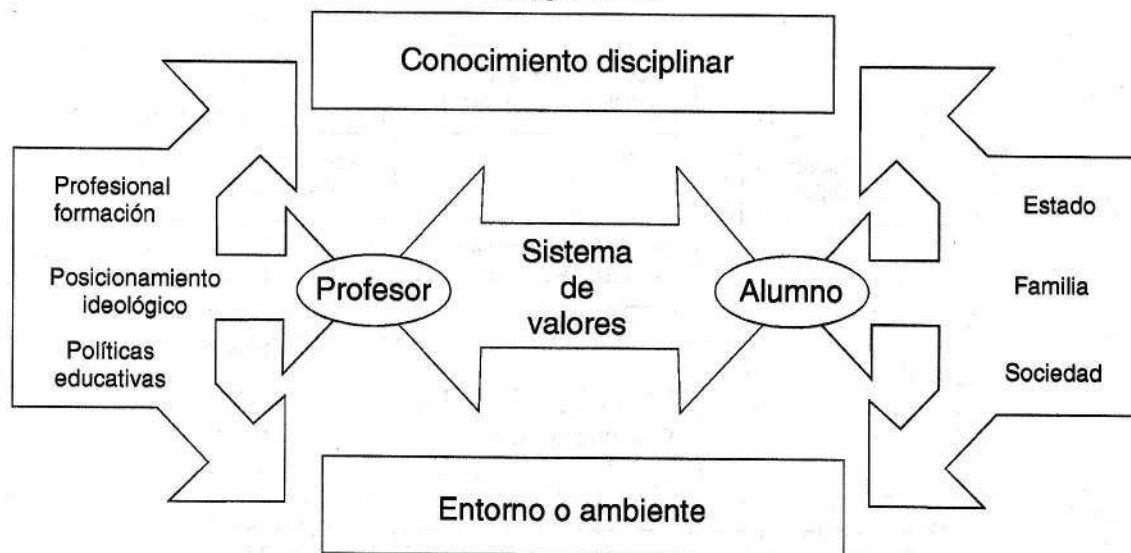 Conocimiento disciplinar
Profesional
formación
Posicionamiento
ideológico
Políticas
educativas
Profesor
Sistema
de
valores
Alumno
Estado
Familia
Sociedad
Entorno o ambiente